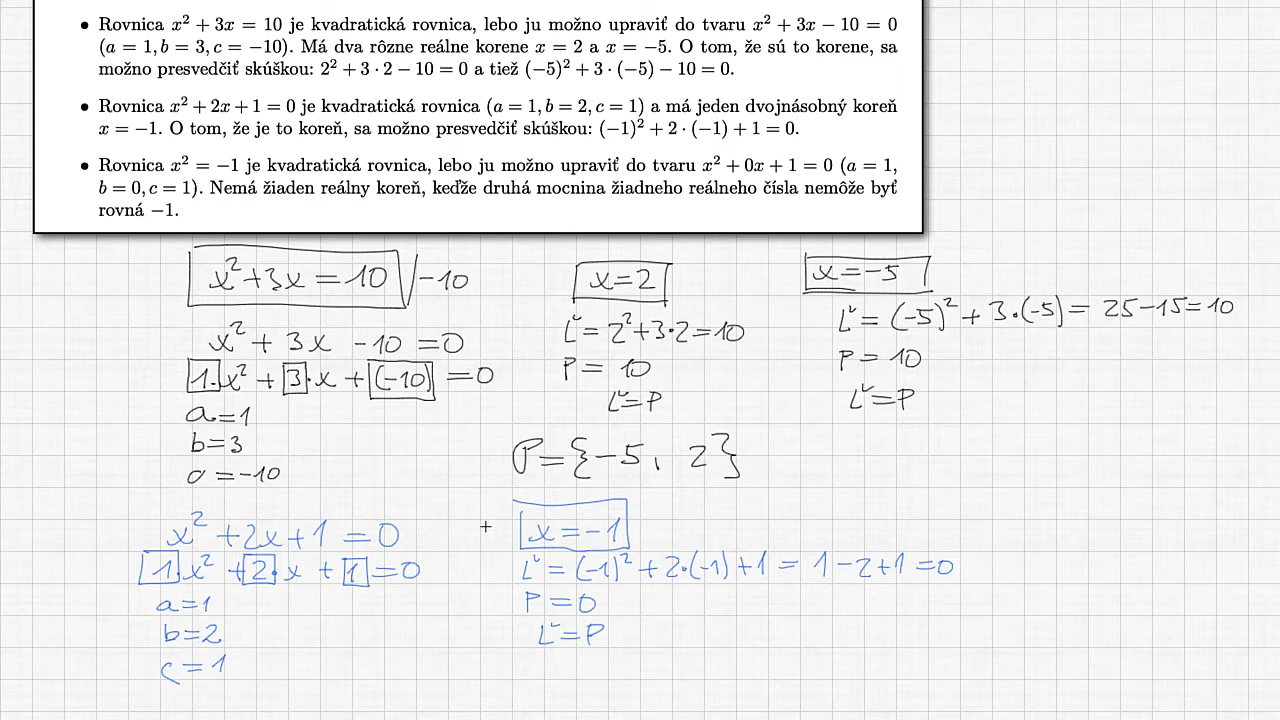 • Rovnica x² + 3x = 10 je kvadratická rovnica, lebo ju možno upraviť do tvaru x² + 3x − 10 = 0
(a = 1, b = 3, c = −10). Má dva rôzne reálne korene x = 2 a x = −5. O tom, že sú to korene, sa
možno presvedčiť skúškou: 2² + 3 · 2 − 10 = 0 a tiež (−5)² + 3 · (−5) − 10 = 0.
• Rovnica x² + 2x + 1 = 0 je kvadratická rovnica (a = 1, b = 2, c = 1) a má jeden dvojnásobný koreň
x = −1. O tom, že je to koreň, sa možno presvedčiť skúškou: (−1)² + 2 · (−1) + 1 = 0.
• Rovnica x² = −1 je kvadratická rovnica, lebo ju možno upraviť do tvaru x² + 0x + 1 = 0 (a = 1,
b = 0, c = 1). Nemá žiaden reálny koreň, keďže druhá mocnina žiadneho reálneho čísla nemôže byť
rovná −1.
x² + 3x = 10 / −10
x² + 3x − 10 = 0
1·x² + 3·x + (−10) = 0
a = 1
b = 3
c = −10
x = 2
Ľ = 2² + 3·2 = 10
P = 10
Ľ = P
x = −5
Ľ = (−5)² + 3·(−5) = 25 − 15 = 10
P = 10
Ľ = P
P = {−5, 2}
x² + 2x + 1 = 0
1·x² + 2·x + 1 = 0
a = 1
b = 2
c = 1
x = −1
Ľ = (−1)² + 2·(−1) + 1 = 1 − 2 + 1 = 0
P = 0
Ľ = P